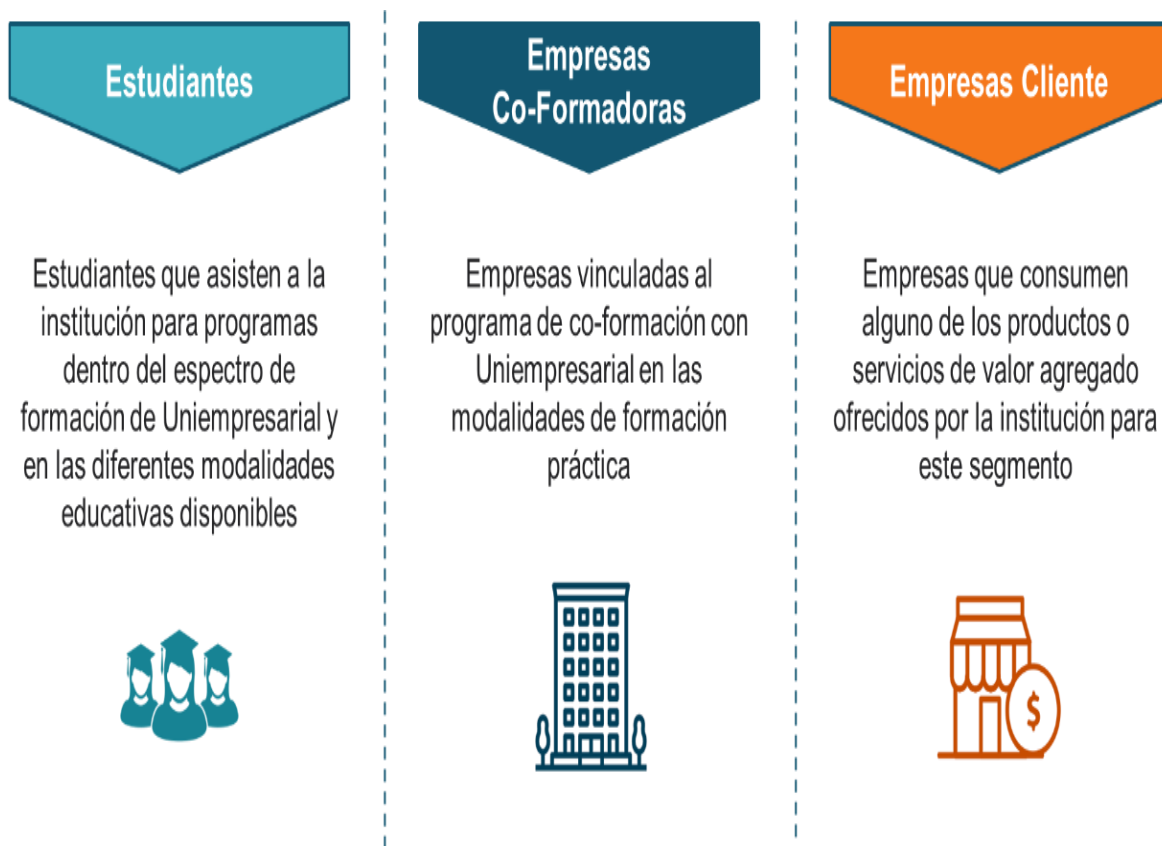 Estudiantes
Estudiantes que asisten a la
institución para programas
dentro del espectro de
formación de Uniempresarial y
en las diferentes modalidades
educativas disponibles
Empresas
Co-Formadoras
Empresas vinculadas al
programa de co-formación con
Uniempresarial en las
modalidades de formación
práctica
Empresas Cliente
Empresas que consumen
alguno de los productos o
servicios de valor agregado
ofrecidos por la institución para
este segmento
$